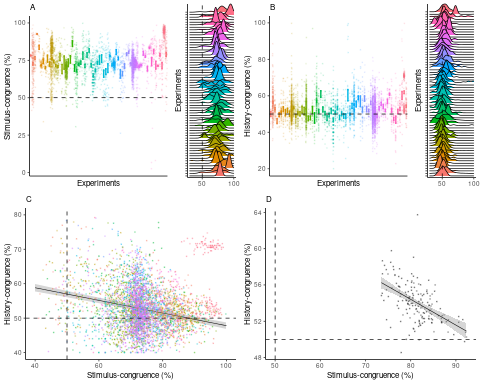 A
Stimulus-congruence (%)
100
75
50
25
0
Experiments
Experiments
50
100
B
History-congruence (%)
100
80
60
40
20
Experiments
Experiments
50
100
C
History-congruence (%)
80
70
60
50
40
40
60
80
100
Stimulus-congruence (%)
D
History-congruence (%)
64
60
56
52
48
50
60
70
80
90
Stimulus-congruence (%)